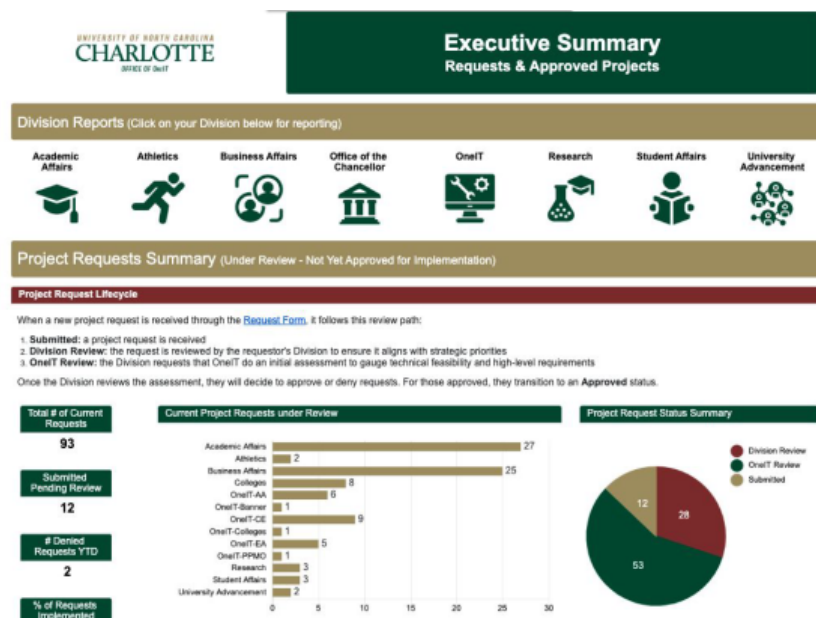 UNIVERSITY OF NORTH CAROLINA
CHARLOTTE
OFFICE OF OneIT
Executive Summary
Requests & Approved Projects
Division Reports (Click on your Division below for reporting)
Academic
Affairs
Athletics
Business Affairs
Office of the
Chancellor
OneIT
Research
Student Affairs
University
Advancement
Project Requests Summary (Under Review - Not Yet Approved for Implementation)
Project Request Lifecycle
When a new project request is received through the Request Form, it follows this review path:
1. Submitted: a project request is received
2. Division Review: the request is reviewed by the requestor's Division to ensure it aligns with strategic priorities
3. OneIT Review: the Division requests that OneIT do an initial assessment to gauge technical feasibility and high-level requirements
Once the Division reviews the assessment, they will decide to approve or deny requests. For those approved, they transition to an Approved status.
Total # of Current
Requests
93
Submitted
Pending Review
12
# Denied
Requests YTD
2
% of Requests
Implemented
Current Project Requests under Review
Academic Affairs 27
Athletics 2
Business Affairs 25
Colleges 8
OneIT-AA 6
OneIT-Banner 1
OneIT-CE 9
OneIT-Colleges 1
OneIT-EA 5
OneIT-PPMO 1
Research 3
Student Affairs 3
University Advancement 2
0 5 10 15 20 25 30
Project Request Status Summary
Division Review
OneIT Review
Submitted
12
28
53